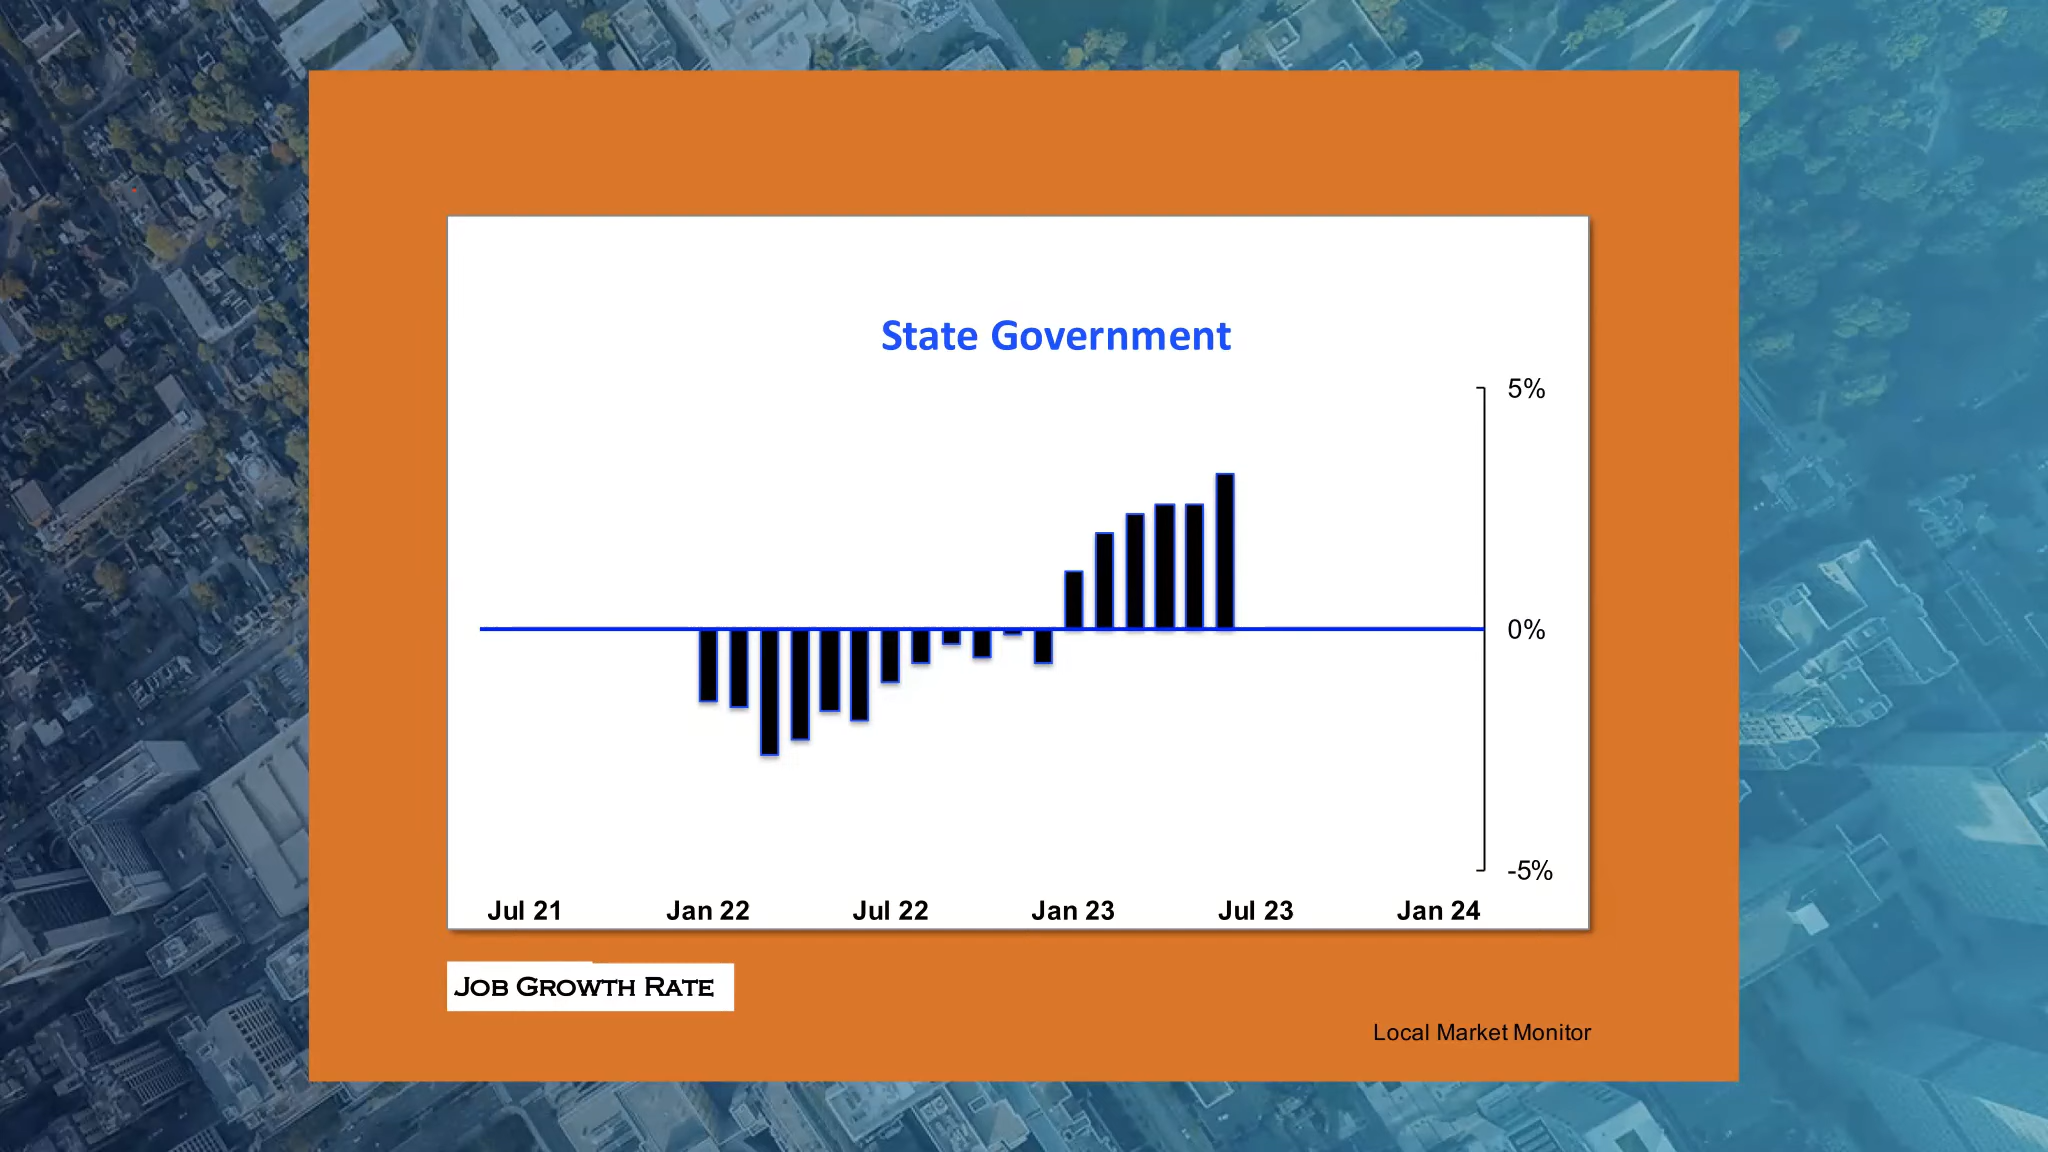 State Government
5%
0%
-5%
Jul 21 Jan 22 Jul 22 Jan 23 Jul 23 Jan 24
Job Growth Rate
Local Market Monitor